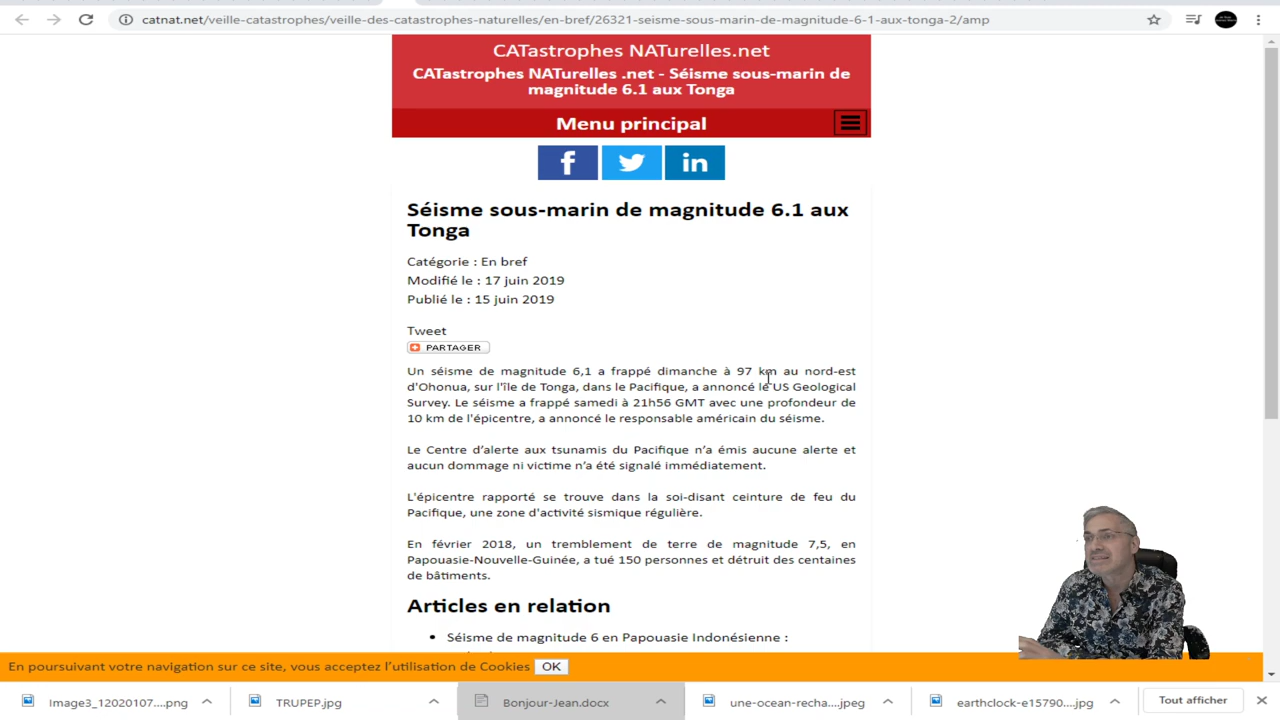 catnat.net/veille-catastrophes/veille-des-catastrophes-naturelles/en-bref/26321-seisme-sous-marin-de-magnitude-6-1-aux-tonga-2/amp
CATastrophes NATurelles.net
CATastrophes NATurelles .net - Séisme sous-marin de
magnitude 6.1 aux Tonga
Menu principal
f
in
Séisme sous-marin de magnitude 6.1 aux
Tonga
Catégorie : En bref
Modifié le : 17 juin 2019
Publié le : 15 juin 2019
Tweet
PARTAGER
Un séisme de magnitude 6,1 a frappé dimanche à 97 km au nord-est
d'Ohonua, sur l'île de Tonga, dans le Pacifique, a annoncé le US Geological
Survey. Le séisme a frappé samedi à 21h56 GMT avec une profondeur de
10 km de l'épicentre, a annoncé le responsable américain du séisme.
Le Centre d’alerte aux tsunamis du Pacifique n’a émis aucune alerte et
aucun dommage ni victime n’a été signalé immédiatement.
L'épicentre rapporté se trouve dans la soi-disant ceinture de feu du
Pacifique, une zone d'activité sismique régulière.
En février 2018, un tremblement de terre de magnitude 7,5, en
Papouasie-Nouvelle-Guinée, a tué 150 personnes et détruit des centaines
de bâtiments.
Articles en relation
• Séisme de magnitude 6 en Papouasie Indonésienne :
En poursuivant votre navigation sur ce site, vous acceptez l’utilisation de Cookies OK
Image3_12020107....png TRUPEP.jpg Bonjour-Jean.docx une-ocean-recha....jpeg earthclock-e15790....jpg Tout afficher